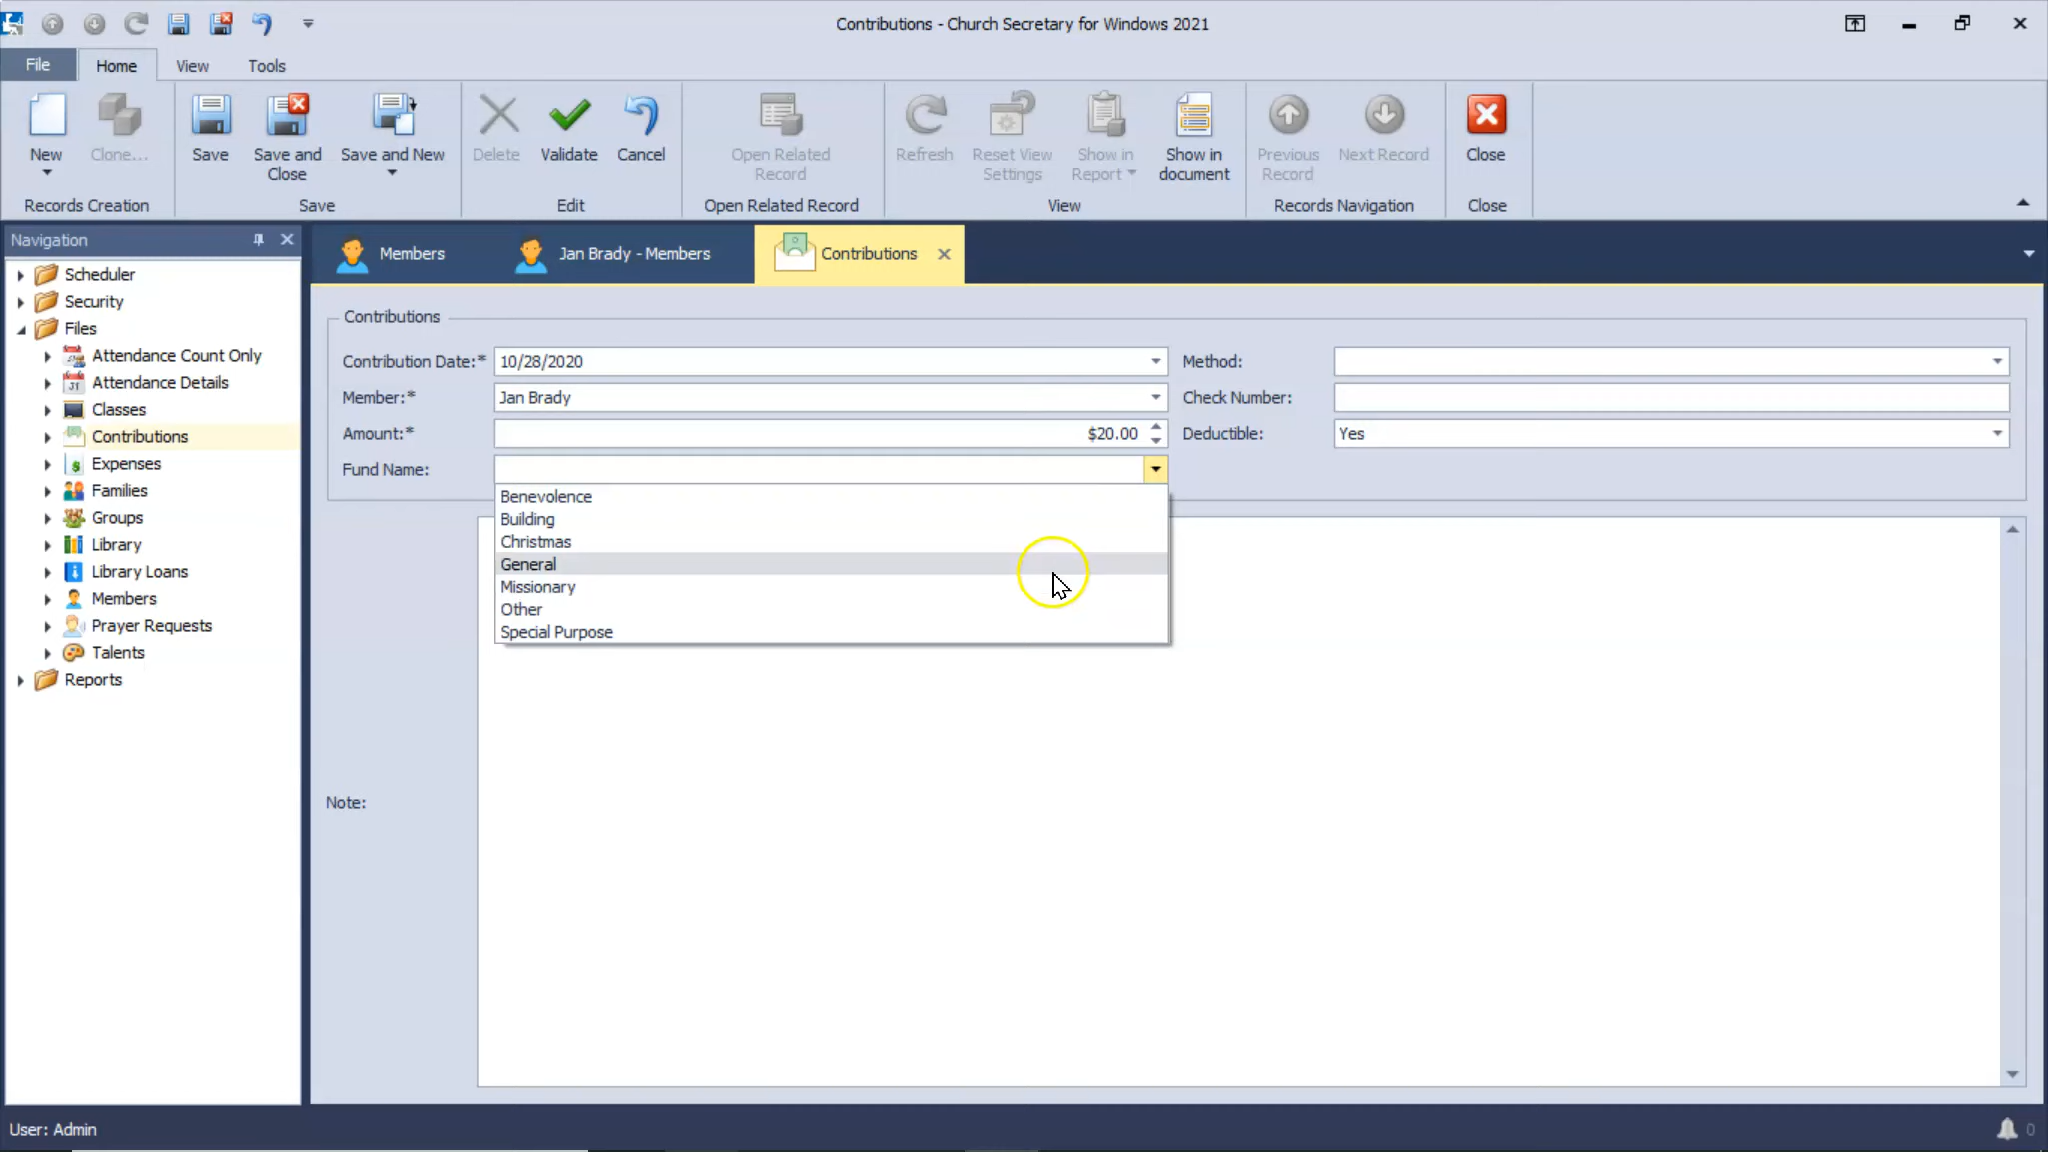 Contributions - Church Secretary for Windows 2021
File Home View Tools
New Clone... Save Save and Close Save and New Delete Validate Cancel Open Related Record Refresh Reset View Settings Show in Report Show in document Previous Record Next Record Close
Records Creation Save Edit Open Related Record View Records Navigation Close
Navigation
Scheduler
Security
Files
Attendance Count Only
Attendance Details
Classes
Contributions
Expenses
Families
Groups
Library
Library Loans
Members
Prayer Requests
Talents
Reports
Members Jan Brady - Members Contributions
Contributions
Contribution Date:* 10/28/2020 Method:
Member:* Jan Brady Check Number:
Amount:* $20.00 Deductible: Yes
Fund Name:
Benevolence
Building
Christmas
General
Missionary
Other
Special Purpose
Note:
User: Admin 0